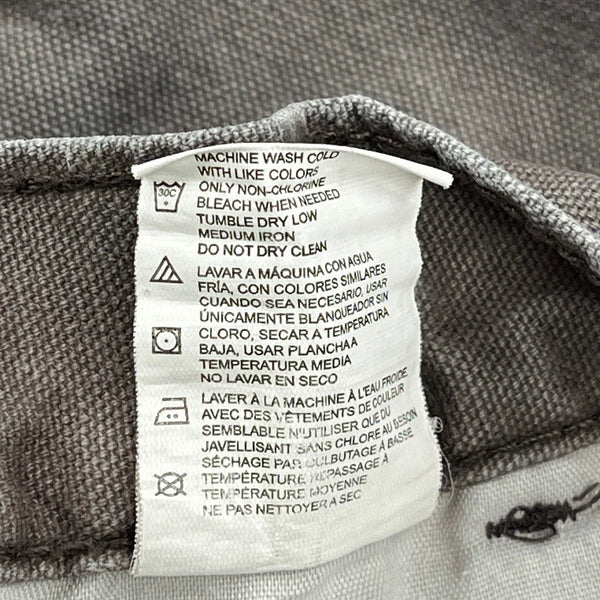 MACHINE WASH COLD
WITH LIKE COLORS
30C
ONLY NON-CHLORINE
BLEACH WHEN NEEDED
TUMBLE DRY LOW
MEDIUM IRON
DO NOT DRY CLEAN
LAVAR A MÁQUINA CON AGUA
FRÍA, CON COLORES SIMILARES
CUANDO SEA NECESARIO, USAR
ÚNICAMENTE BLANQUEADOR SIN
CLORO, SECAR A TEMPERATURA
BAJA, USAR PLANCHA A
TEMPERATURA MEDIA
NO LAVAR EN SECO
LAVER À LA MACHINE À L'EAU FROIDE
AVEC DES VÊTEMENTS DE COULEUR
SEMBLABLE N'UTILISER QUE DU
JAVELLISANT SANS CHLORE AU BESOIN
SÉCHAGE PAR CULBUTAGE À BASSE
TEMPÉRATURE REPASSAGE À
TEMPÉRATURE MOYENNE
NE PAS NETTOYER A SEC